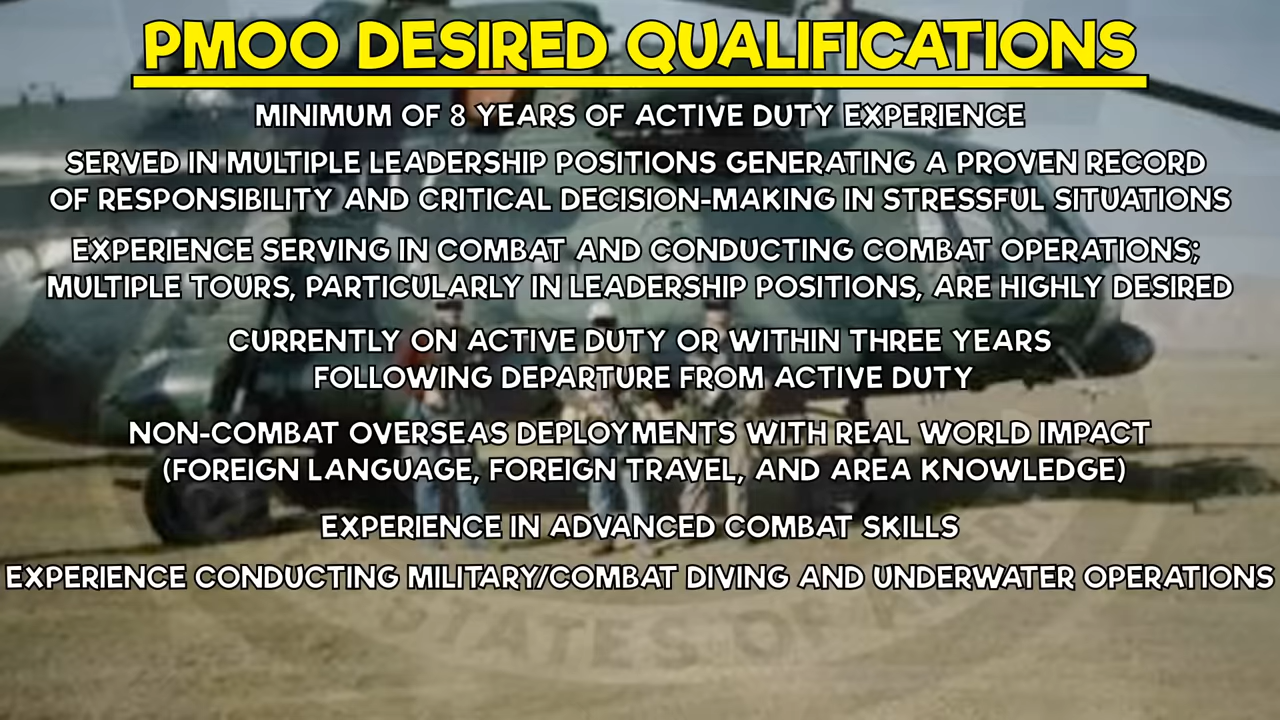 PMOO DESIRED QUALIFICATIONS
MINIMUM OF 8 YEARS OF ACTIVE DUTY EXPERIENCE
SERVED IN MULTIPLE LEADERSHIP POSITIONS GENERATING A PROVEN RECORD
OF RESPONSIBILITY AND CRITICAL DECISION-MAKING IN STRESSFUL SITUATIONS
EXPERIENCE SERVING IN COMBAT AND CONDUCTING COMBAT OPERATIONS;
MULTIPLE TOURS, PARTICULARLY IN LEADERSHIP POSITIONS, ARE HIGHLY DESIRED
CURRENTLY ON ACTIVE DUTY OR WITHIN THREE YEARS
FOLLOWING DEPARTURE FROM ACTIVE DUTY
NON-COMBAT OVERSEAS DEPLOYMENTS WITH REAL WORLD IMPACT
(FOREIGN LANGUAGE, FOREIGN TRAVEL, AND AREA KNOWLEDGE)
EXPERIENCE IN ADVANCED COMBAT SKILLS
EXPERIENCE CONDUCTING MILITARY/COMBAT DIVING AND UNDERWATER OPERATIONS
STATES OF